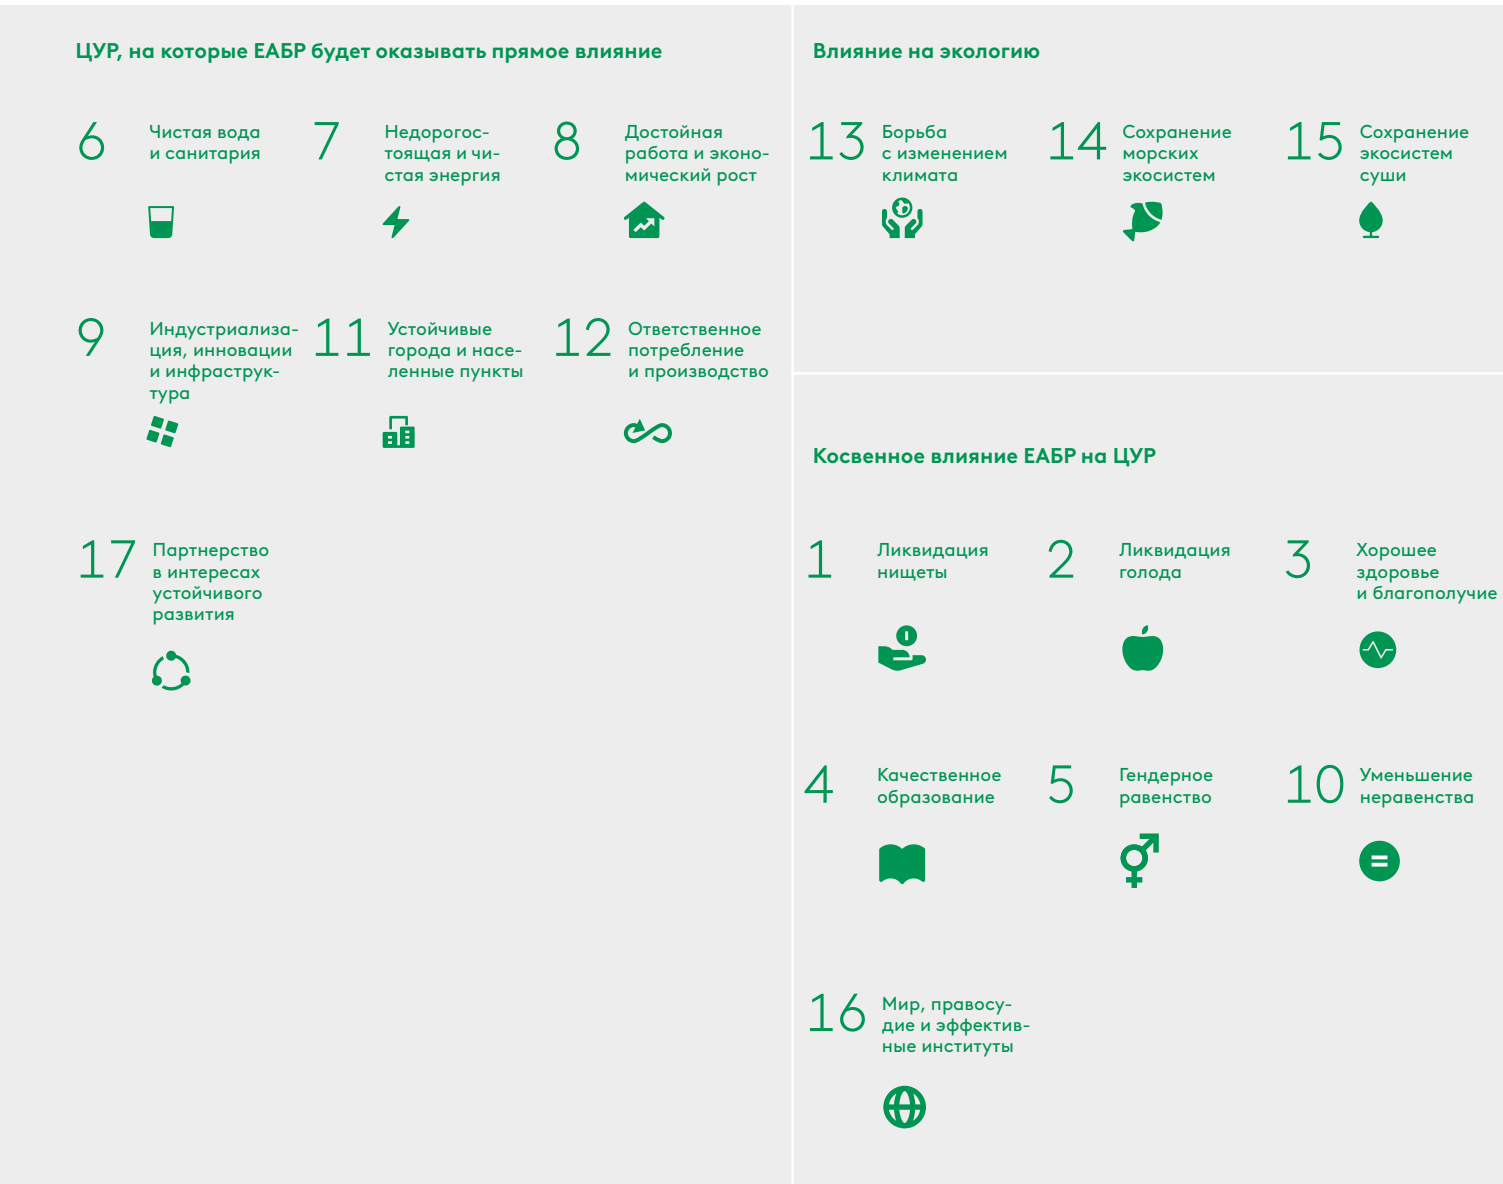 ЦУР, на которые ЕАБР будет оказывать прямое влияние
6
Чистая вода
и санитария
7
Недорогос-
тоящая и чи-
стая энергия
8
Достойная
работа и эконо-
мический рост
9
Индустриализа-
ция, инновации
и инфраструк-
тура
11
Устойчивые
города и насе-
ленные пункты
12
Ответственное
потребление
и производство
17
Партнерство
в интересах
устойчивого
развития
Влияние на экологию
13
Борьба
с изменением
климата
14
Сохранение
морских
экосистем
15
Сохранение
экосистем
суши
Косвенное влияние ЕАБР на ЦУР
1
Ликвидация
нищеты
2
Ликвидация
голода
3
Хорошее
здоровье
и благополучие
4
Качественное
образование
5
Гендерное
равенство
10
Уменьшение
неравенства
16
Мир, правосу-
дие и эффектив-
ные институты